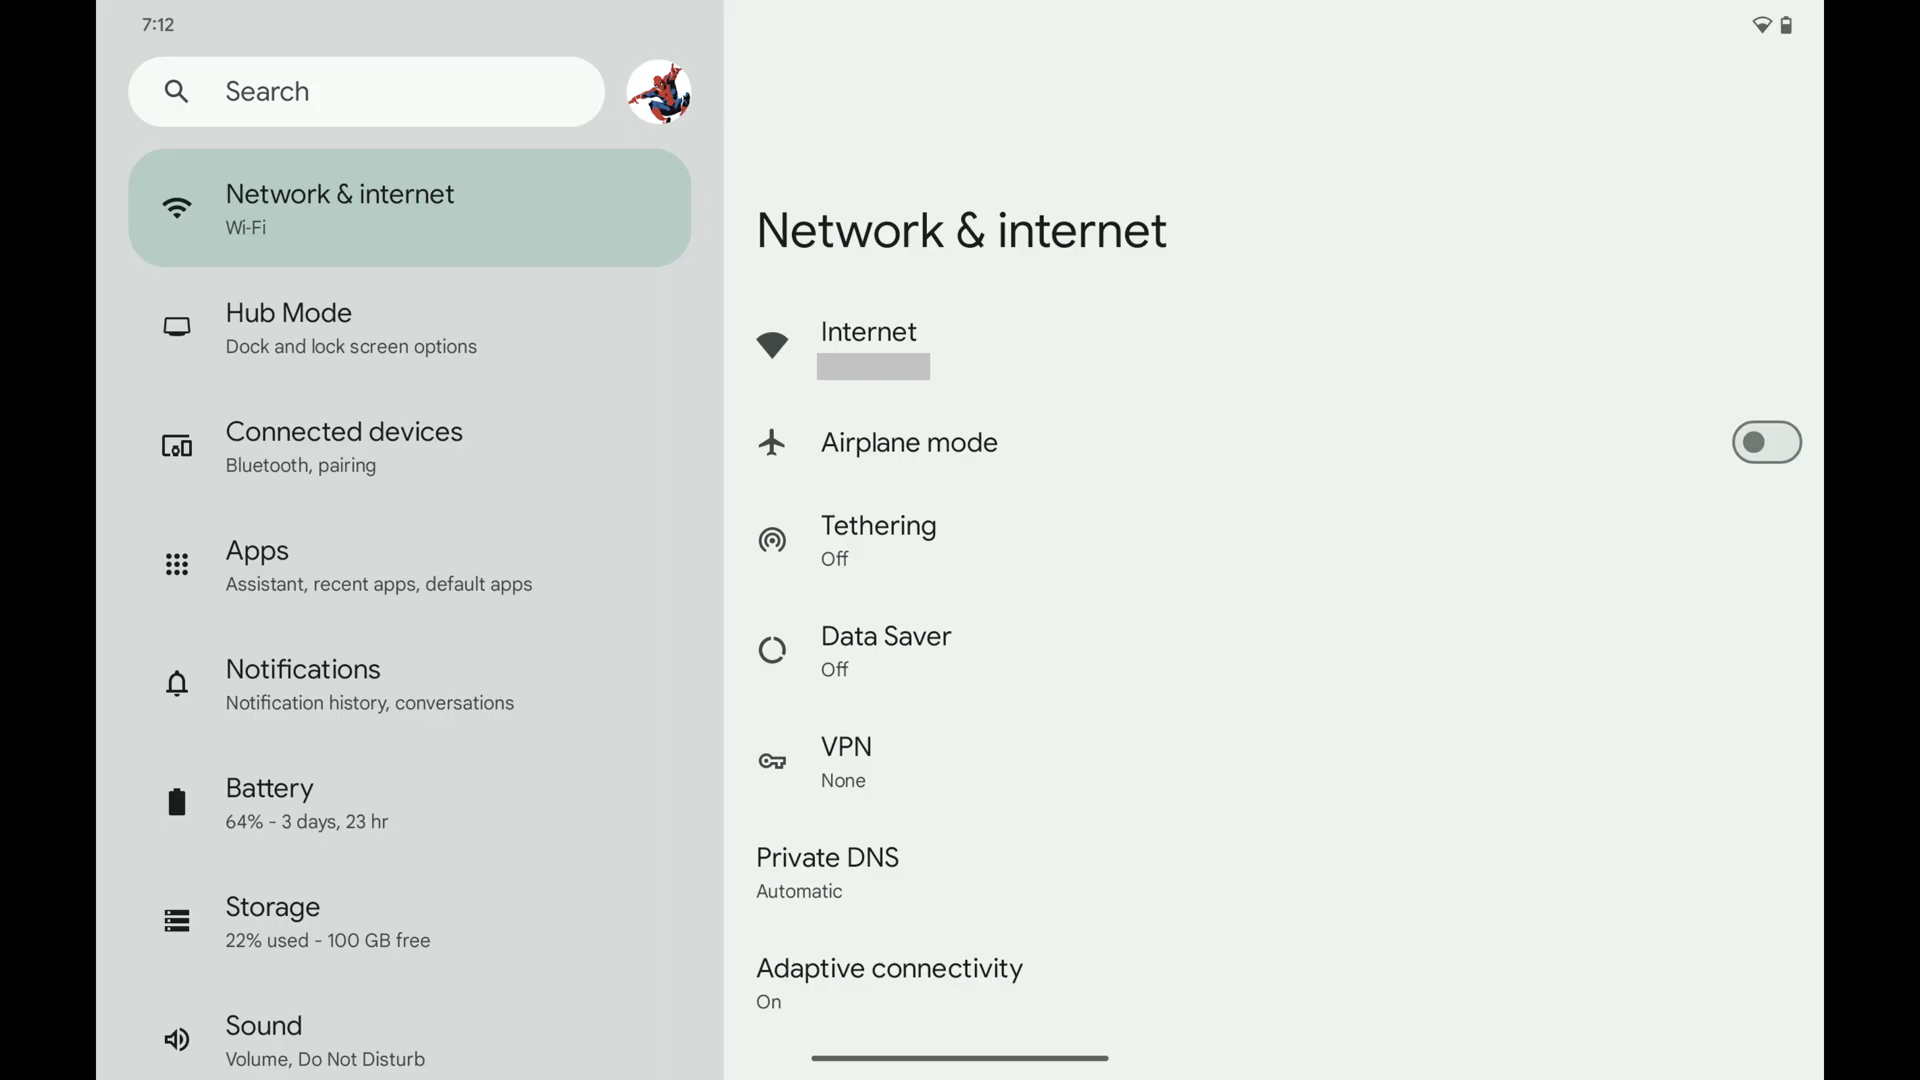 7:12
Search
Network & internet
Wi-Fi
Hub Mode
Dock and lock screen options
Connected devices
Bluetooth, pairing
Apps
Assistant, recent apps, default apps
Notifications
Notification history, conversations
Battery
64% - 3 days, 23 hr
Storage
22% used - 100 GB free
Sound
Volume, Do Not Disturb
Network & internet
Internet
Airplane mode
Tethering
Off
Data Saver
Off
VPN
None
Private DNS
Automatic
Adaptive connectivity
On